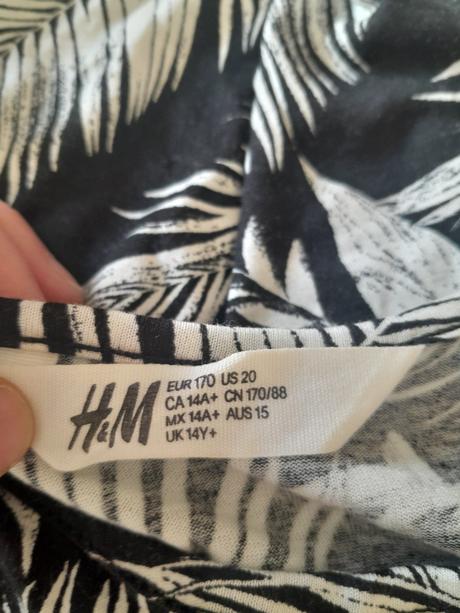 H&M
EUR 170 US 20
CA 14A+ CN 170/88
MX 14A+ AUS 15
UK 14Y+